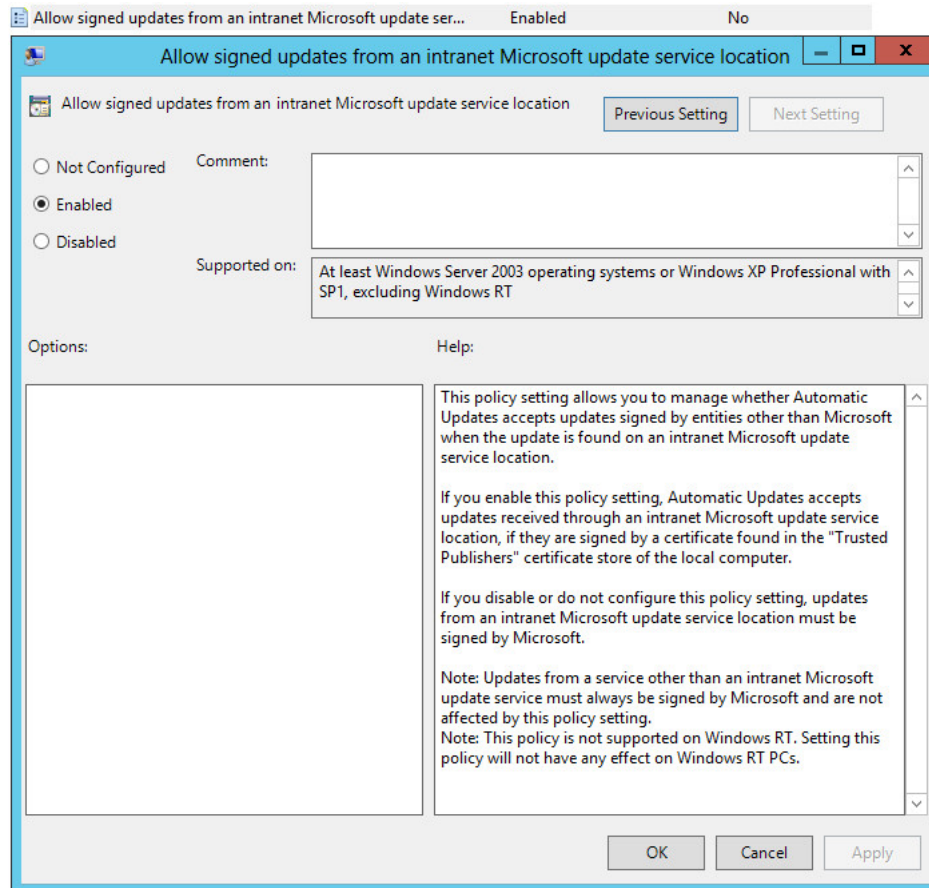 Allow signed updates from an intranet Microsoft update ser... Enabled No
Allow signed updates from an intranet Microsoft update service location
Allow signed updates from an intranet Microsoft update service location
Previous Setting Next Setting
Not Configured Comment:
Enabled
Disabled
Supported on: At least Windows Server 2003 operating systems or Windows XP Professional with
SP1, excluding Windows RT
Options: Help:
This policy setting allows you to manage whether Automatic
Updates accepts updates signed by entities other than Microsoft
when the update is found on an intranet Microsoft update
service location.
If you enable this policy setting, Automatic Updates accepts
updates received through an intranet Microsoft update service
location, if they are signed by a certificate found in the "Trusted
Publishers" certificate store of the local computer.
If you disable or do not configure this policy setting, updates
from an intranet Microsoft update service location must be
signed by Microsoft.
Note: Updates from a service other than an intranet Microsoft
update service must always be signed by Microsoft and are not
affected by this policy setting.
Note: This policy is not supported on Windows RT. Setting this
policy will not have any effect on Windows RT PCs.
OK Cancel Apply